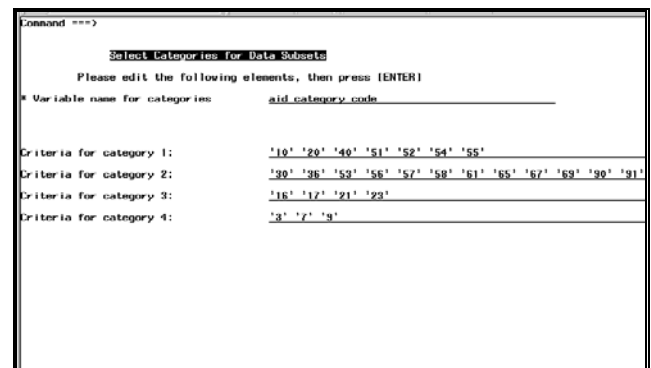 Command ===>
Select Categories for Data Subsets
Please edit the following elements, then press [ENTER]
* Variable name for categories aid category code
Criteria for category 1: '10' '20' '40' '51' '52' '54' '55'
Criteria for category 2: '30' '36' '53' '56' '57' '58' '61' '65' '67' '69' '90' '91'
Criteria for category 3: '16' '17' '21' '23'
Criteria for category 4: '3' '7' '9'